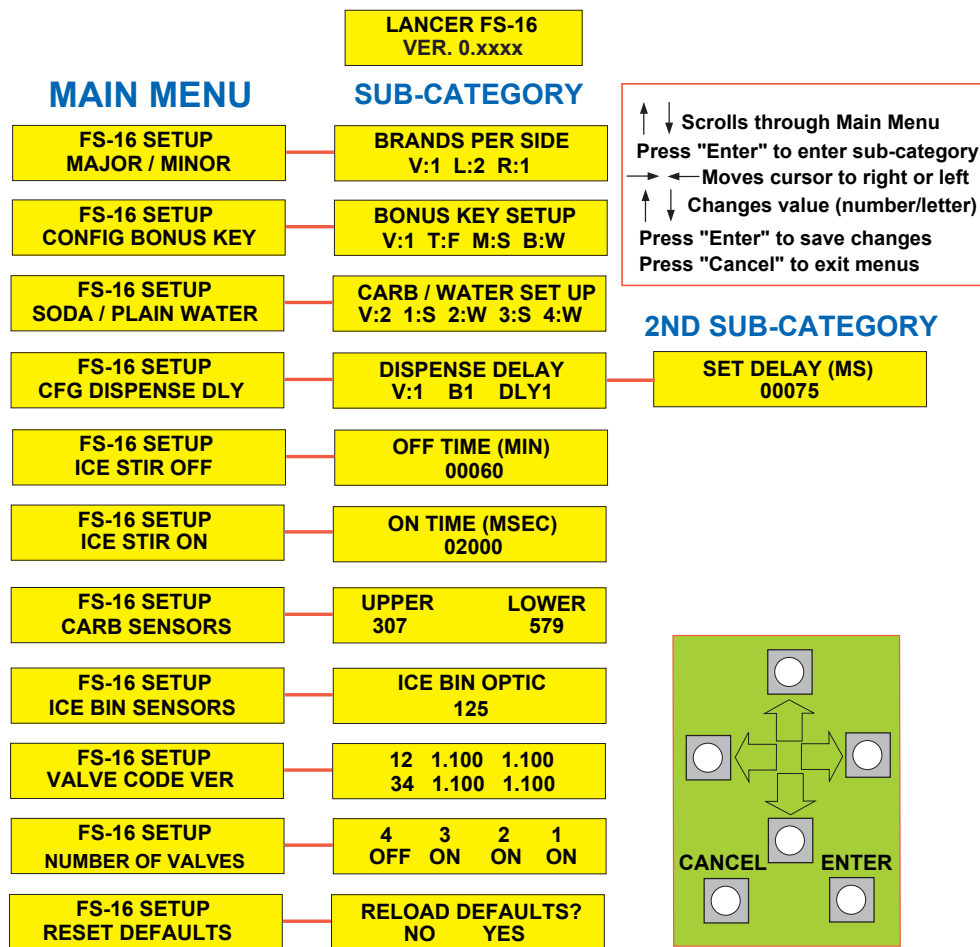 LANCER FS-16
VER. 0.xxxx
MAIN MENU
SUB-CATEGORY
FS-16 SETUP
MAJOR / MINOR
BRANDS PER SIDE
V:1 L:2 R:1
Scrolls through Main Menu
Press "Enter" to enter sub-category
Moves cursor to right or left
Changes value (number/letter)
Press "Enter" to save changes
Press "Cancel" to exit menus
FS-16 SETUP
CONFIG BONUS KEY
BONUS KEY SETUP
V:1 T:F M:S B:W
FS-16 SETUP
SODA / PLAIN WATER
CARB / WATER SET UP
V:2 1:S 2:W 3:S 4:W
2ND SUB-CATEGORY
FS-16 SETUP
CFG DISPENSE DLY
DISPENSE DELAY
V:1 B1 DLY1
SET DELAY (MS)
00075
FS-16 SETUP
ICE STIR OFF
OFF TIME (MIN)
00060
FS-16 SETUP
ICE STIR ON
ON TIME (MSEC)
02000
FS-16 SETUP
CARB SENSORS
UPPER LOWER
307 579
FS-16 SETUP
ICE BIN SENSORS
ICE BIN OPTIC
125
FS-16 SETUP
VALVE CODE VER
12 1.100 1.100
34 1.100 1.100
FS-16 SETUP
NUMBER OF VALVES
4 3 2 1
OFF ON ON ON
FS-16 SETUP
RESET DEFAULTS
RELOAD DEFAULTS?
NO YES
CANCEL ENTER